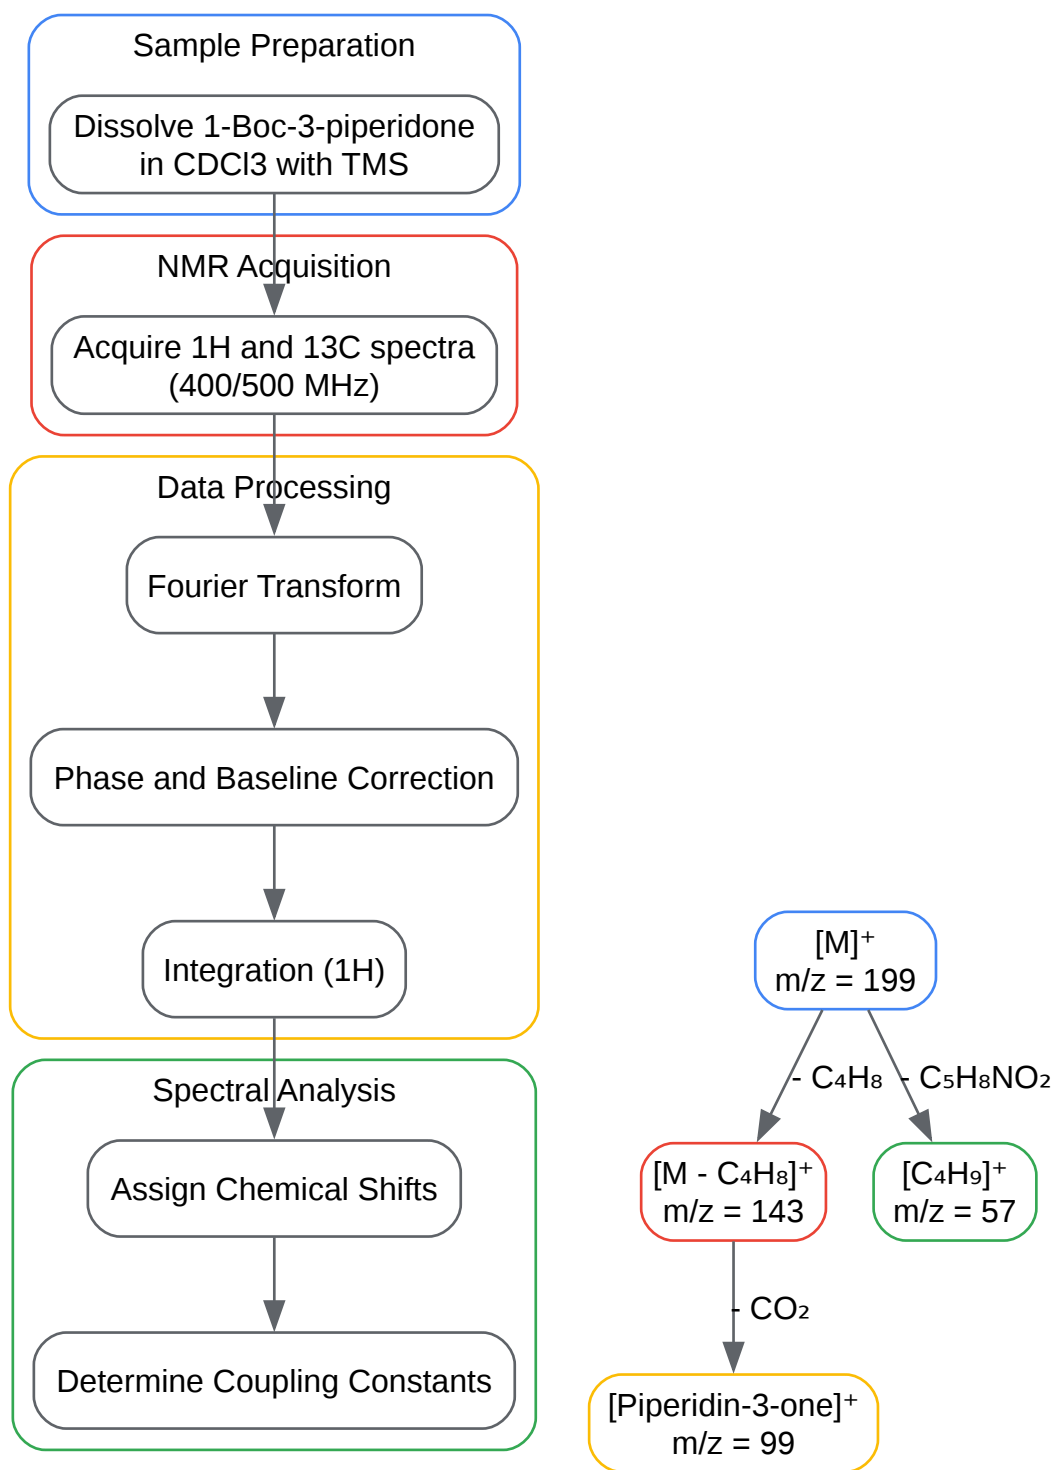 Sample Preparation
Dissolve 1-Boc-3-piperidone
in CDCl3 with TMS
NMR Acquisition
Acquire 1H and 13C spectra
(400/500 MHz)
Data Processing
Fourier Transform
Phase and Baseline Correction
Integration (1H)
Spectral Analysis
Assign Chemical Shifts
Determine Coupling Constants
[M]⁺
m/z = 199
- C₄H₈
- C₅H₈NO₂
[M - C₄H₈]⁺
m/z = 143
[C₄H₉]⁺
m/z = 57
- CO₂
[Piperidin-3-one]⁺
m/z = 99